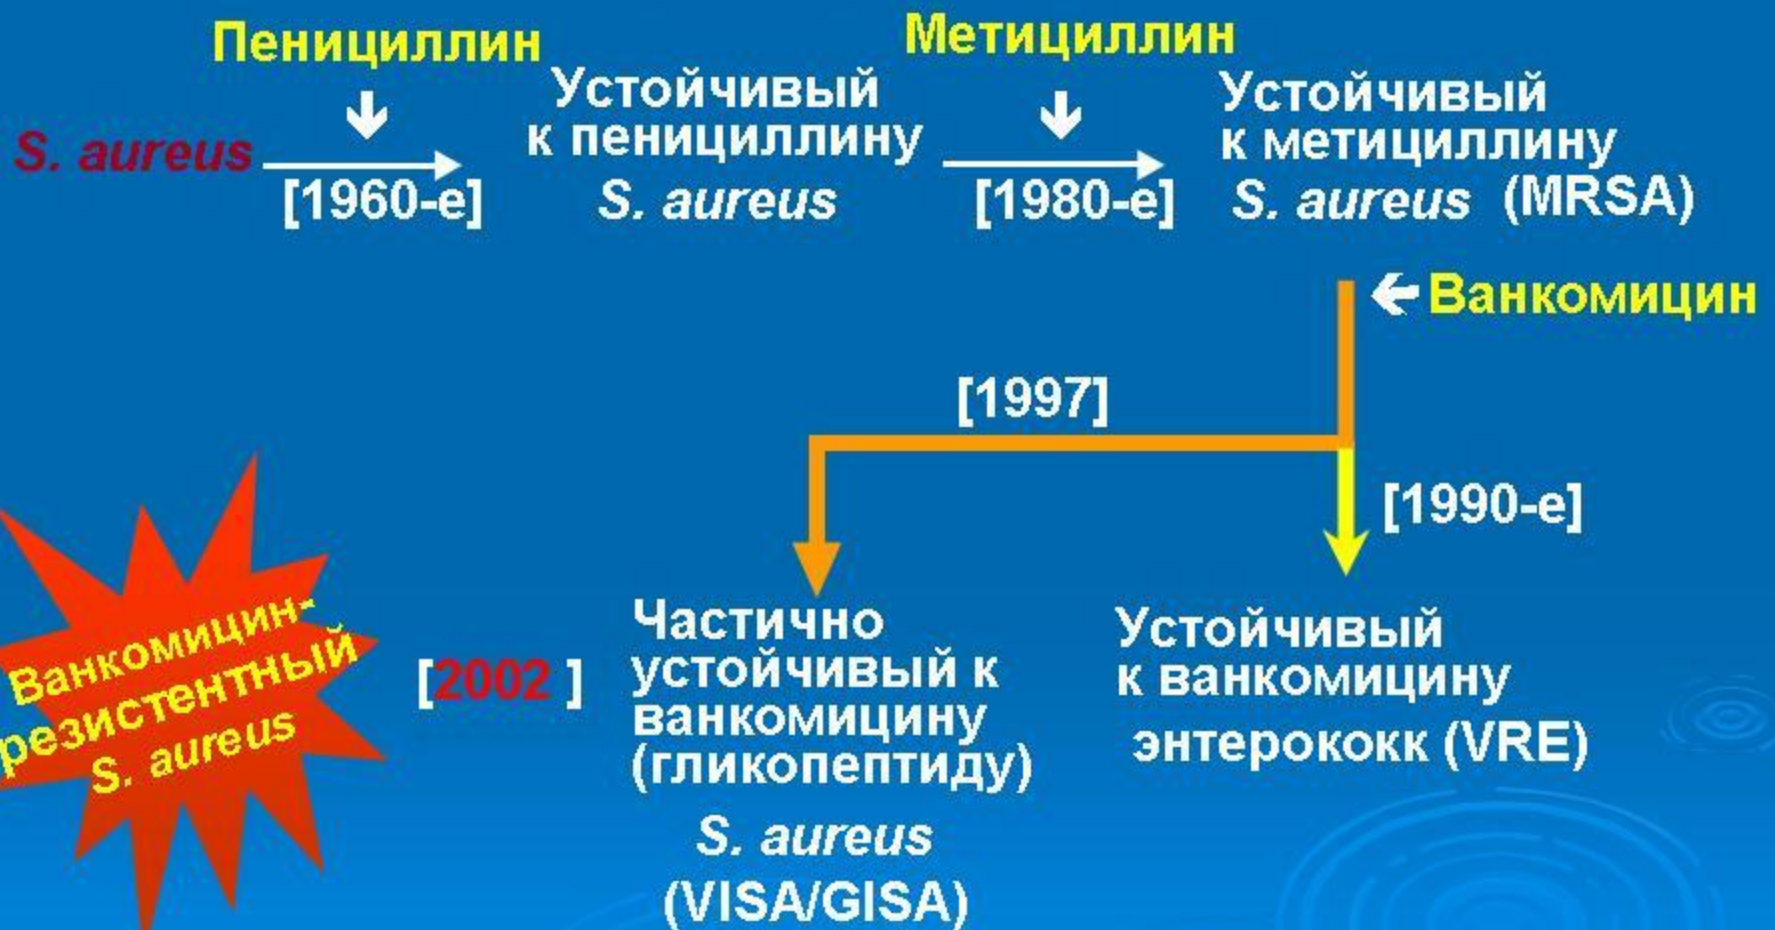 Пенициллин
Метициллин
S. aureus
[1960-е]
Устойчивый
к пенициллину
S. aureus
[1980-е]
Устойчивый
к метициллину
S. aureus (MRSA)
Ванкомицин
[1997]
[1990-е]
Ванкомицин-
резистентный
S. aureus
[2002 ]
Частично
устойчивый к
ванкомицину
(гликопептиду)
S. aureus
(VISA/GISA)
Устойчивый
к ванкомицину
энтерококк (VRE)